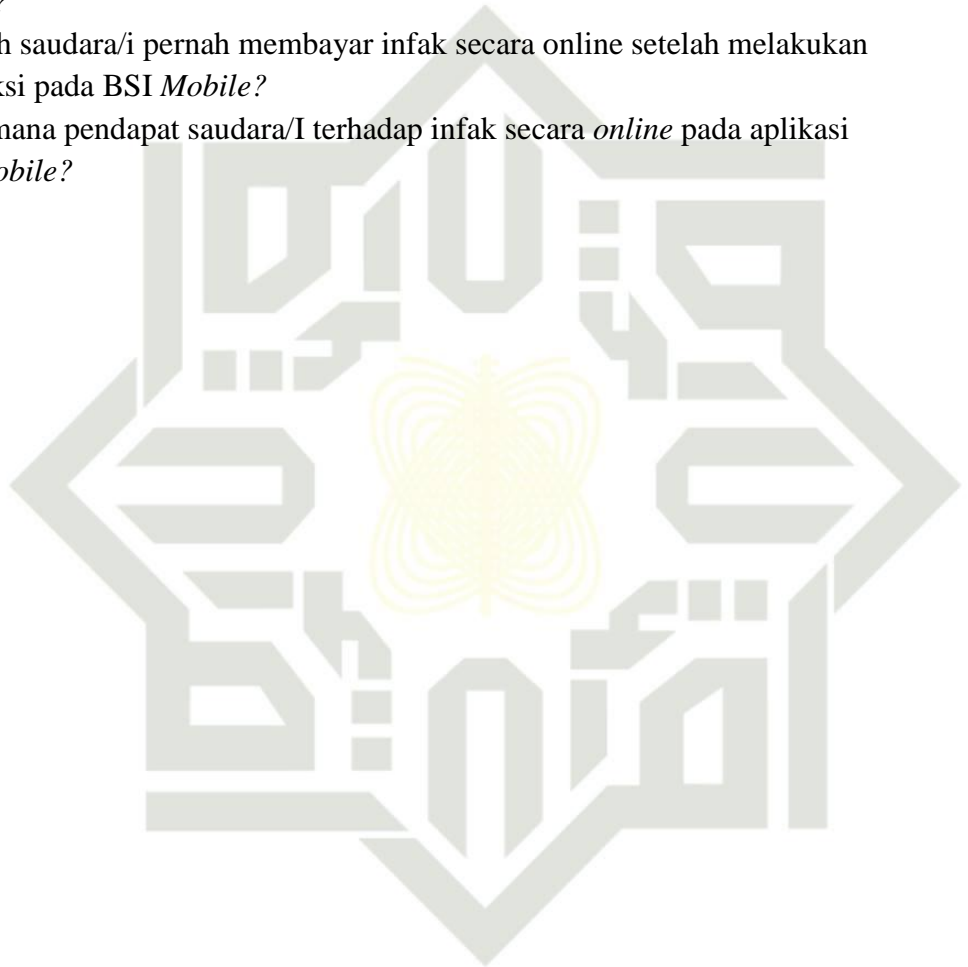 h saudara/i pernah membayar infak secara online setelah melakukan
ksi pada BSI Mobile?
mana pendapat saudara/I terhadap infak secara online pada aplikasi
obile?